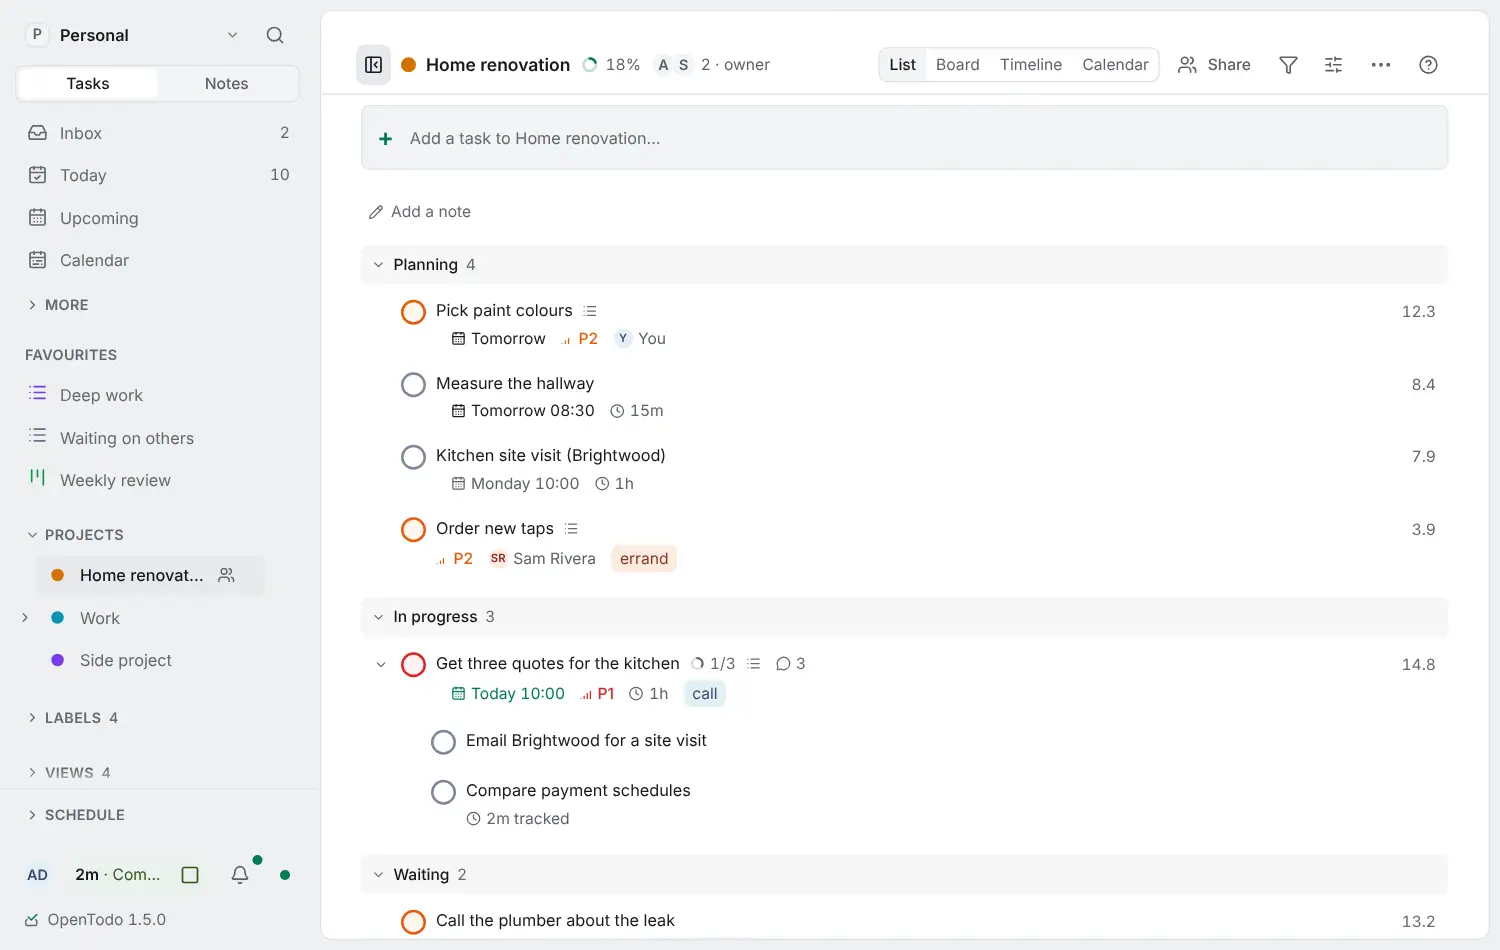 P Personal
Tasks Notes
Inbox 2
Today 10
Upcoming
Calendar
MORE
FAVOURITES
Deep work
Waiting on others
Weekly review
PROJECTS
Home renovat...
Work
Side project
LABELS 4
VIEWS 4
SCHEDULE
AD 2m · Com...
OpenTodo 1.5.0
Home renovation 18% A S 2 · owner
List Board Timeline Calendar Share
Add a task to Home renovation...
Add a note
Planning 4
Pick paint colours 12.3
Tomorrow P2 Y You
Measure the hallway 8.4
Tomorrow 08:30 15m
Kitchen site visit (Brightwood) 7.9
Monday 10:00 1h
Order new taps 3.9
P2 SR Sam Rivera errand
In progress 3
Get three quotes for the kitchen 1/3 3 14.8
Today 10:00 P1 1h call
Email Brightwood for a site visit
Compare payment schedules
2m tracked
Waiting 2
Call the plumber about the leak 13.2